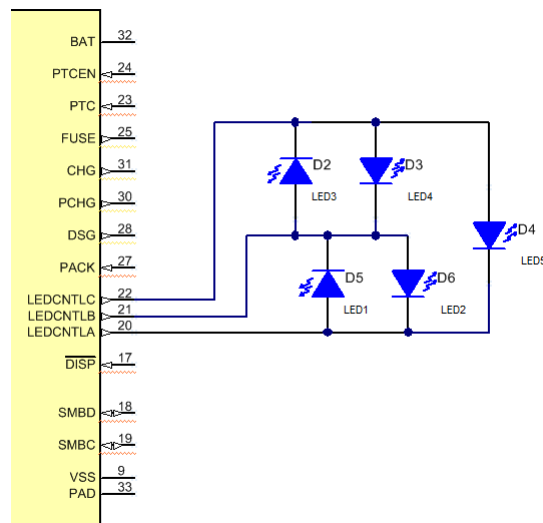 BAT 32
PTCEN 24
PTC 23
FUSE 25
CHG 31
PCHG 30
DSG 28
PACK 27
LEDCNTLC 22
LEDCNTLB 21
LEDCNTLA 20
DISP 17
SMBD 18
SMBC 19
VSS 9
PAD 33
D2
LED3
D3
LED4
D4
LED5
D5
LED1
D6
LED2